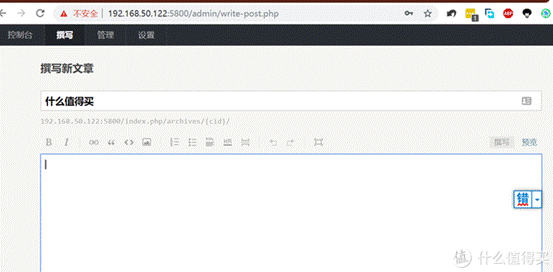 不安全 | 192.168.50.122:5800/admin/write-post.php
控制台 撰写 管理 设置
撰写新文章
什么值得买
192.168.50.122:5800/index.php/archives/{cid}/
B I 撰写 预览
错
值 什么值得买